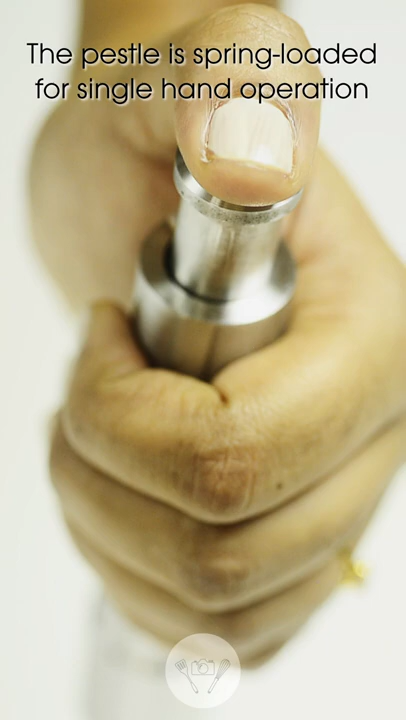 The pestle is spring-loaded
for single hand operation